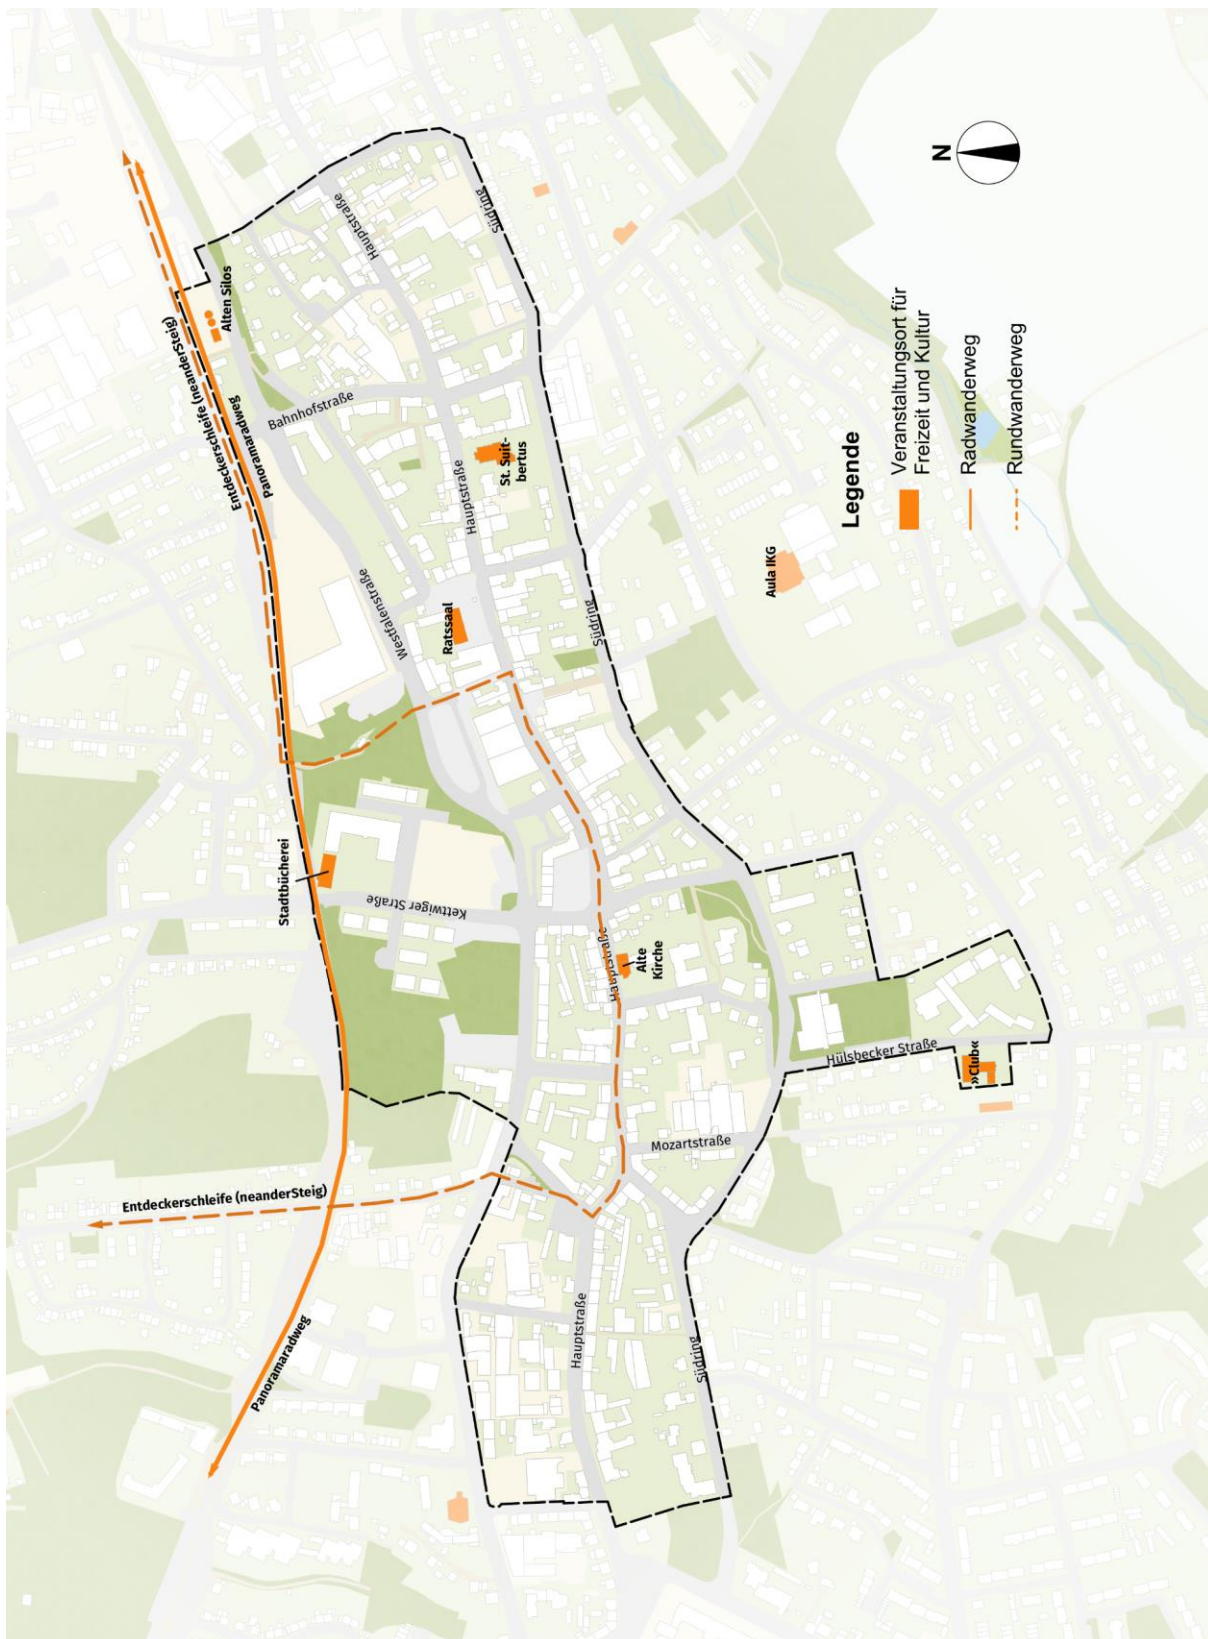 Entdeckerschleife (neanderSteig)
Panoramaradweg
Alten Silos
Hauptstraße
Südring
Bahnhofstraße
St. Suit-
bertus
Hauptstraße
Westfalenstraße
Ratssaal
Südring
Aula IKG
Stadtbücherei
Kettwiger Straße
Hauptstraße
Alte
Kirche
Hülsbecker Straße
»Club«
Mozartstraße
Entdeckerschleife (neanderSteig)
Panoramaradweg
Hauptstraße
Südring
N
Legende
Veranstaltungsort für
Freizeit und Kultur
Radwanderweg
Rundwanderweg